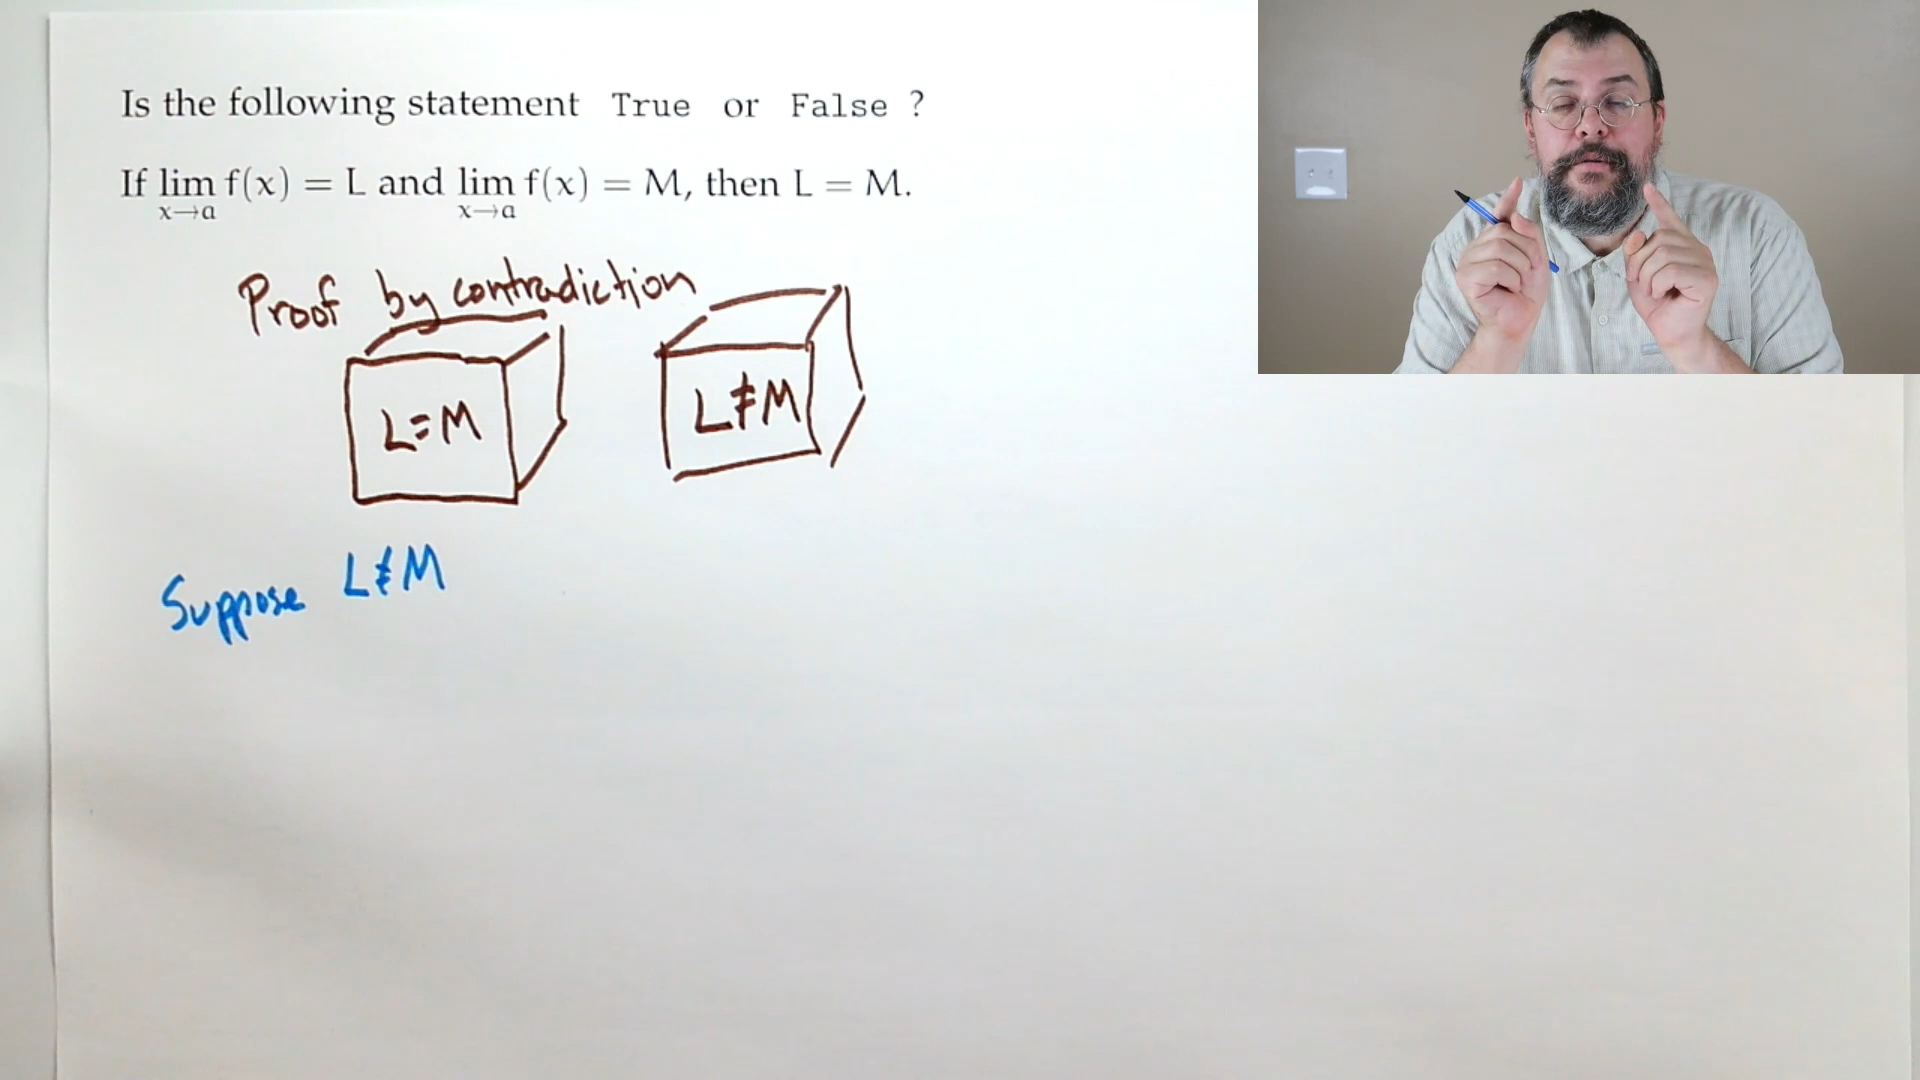 Is the following statement True or False ?
If lim f(x) = L and lim f(x) = M, then L = M.
x→a x→a
Proof by contradiction
L=M L≠M
Suppose L≠M